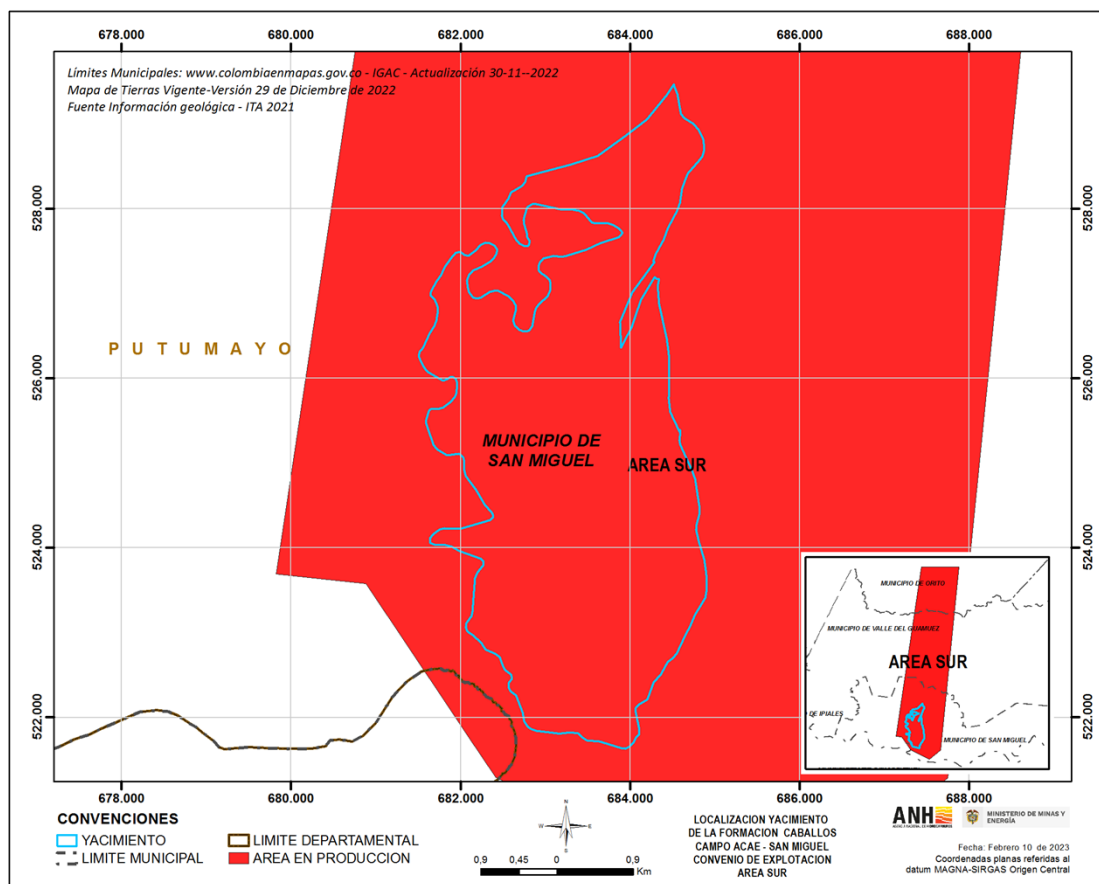 678.000 680.000 682.000 684.000 686.000 688.000
Límites Municipales: www.colombiaenmapas.gov.co - IGAC - Actualización 30-11--2022
Mapa de Tierras Vigente-Versión 29 de Diciembre de 2022
Fuente Información geológica - ITA 2021
528.000 528.000
PUTUMAYO
526.000 526.000
MUNICIPIO DE
SAN MIGUEL
AREA SUR
524.000 524.000
MUNICIPIO DE ORITO
MUNICIPIO DE VALLE DEL GUAMUEZ
AREA SUR
DE IPIALES
MUNICIPIO DE SAN MIGUEL
522.000 522.000
678.000 680.000 682.000 684.000 686.000 688.000
CONVENCIONES
YACIMIENTO
LIMITE DEPARTAMENTAL
LIMITE MUNICIPAL
AREA EN PRODUCCION
N
W E
S
0,9 0,45 0 0,9
Km
LOCALIZACION YACIMIENTO
DE LA FORMACION CABALLOS
CAMPO ACAE - SAN MIGUEL
CONVENIO DE EXPLOTACION
AREA SUR
ANH
MINISTERIO DE MINAS Y
ENERGÍA
Fecha: Febrero 10 de 2023
Coordenadas planas referidas al
datum MAGNA-SIRGAS Origen Central